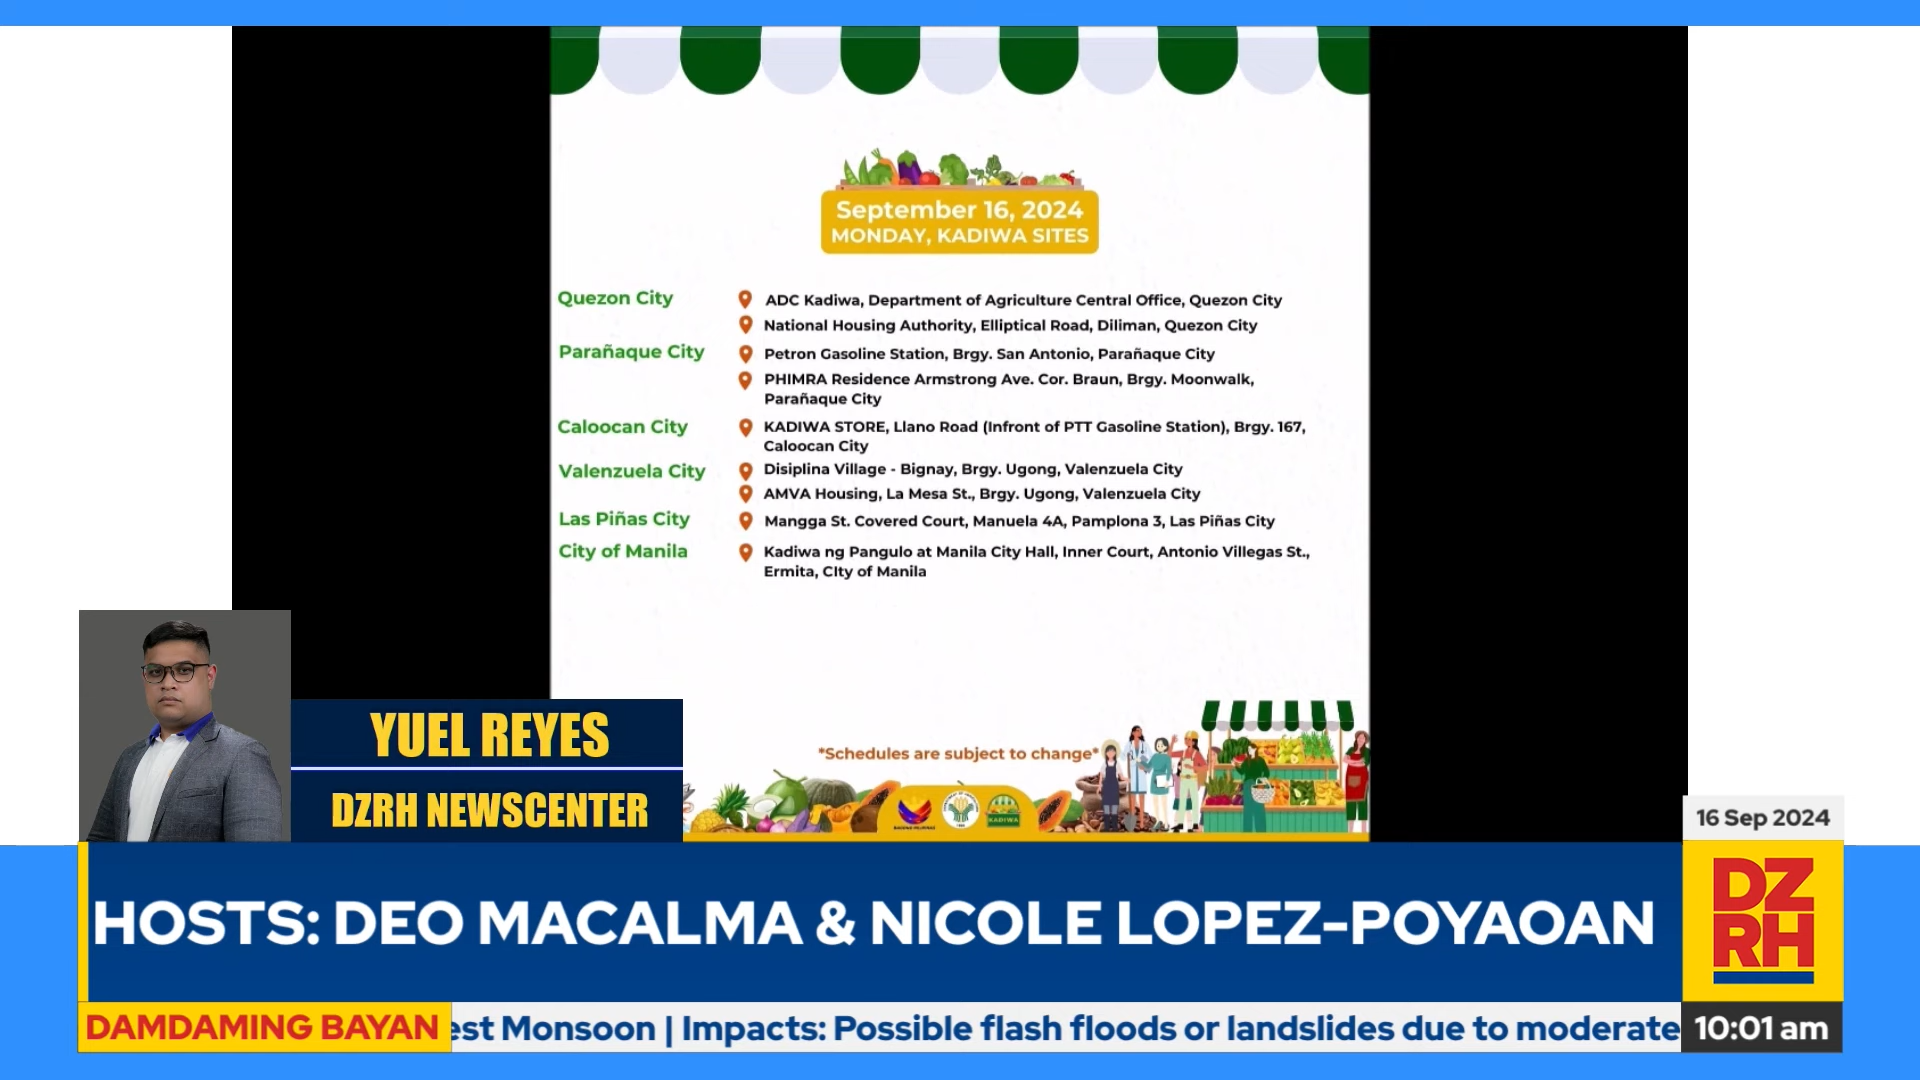 September 16, 2024
MONDAY, KADIWA SITES
Quezon City
ADC Kadiwa, Department of Agriculture Central Office, Quezon City
National Housing Authority, Elliptical Road, Diliman, Quezon City
Parañaque City
Petron Gasoline Station, Brgy. San Antonio, Parañaque City
PHIMRA Residence Armstrong Ave. Cor. Braun, Brgy. Moonwalk,
Parañaque City
Caloocan City
KADIWA STORE, Llano Road (Infront of PTT Gasoline Station), Brgy. 167,
Caloocan City
Valenzuela City
Disiplina Village - Bignay, Brgy. Ugong, Valenzuela City
AMVA Housing, La Mesa St., Brgy. Ugong, Valenzuela City
Las Piñas City
Mangga St. Covered Court, Manuela 4A, Pamplona 3, Las Piñas City
City of Manila
Kadiwa ng Pangulo at Manila City Hall, Inner Court, Antonio Villegas St.,
Ermita, CIty of Manila
*Schedules are subject to change*
BAGONG PILIPINAS
KADIWA
YUEL REYES
DZRH NEWSCENTER
16 Sep 2024
HOSTS: DEO MACALMA & NICOLE LOPEZ-POYAOAN
DZ
RH
DAMDAMING BAYAN
est Monsoon | Impacts: Possible flash floods or landslides due to moderate
10:01 am